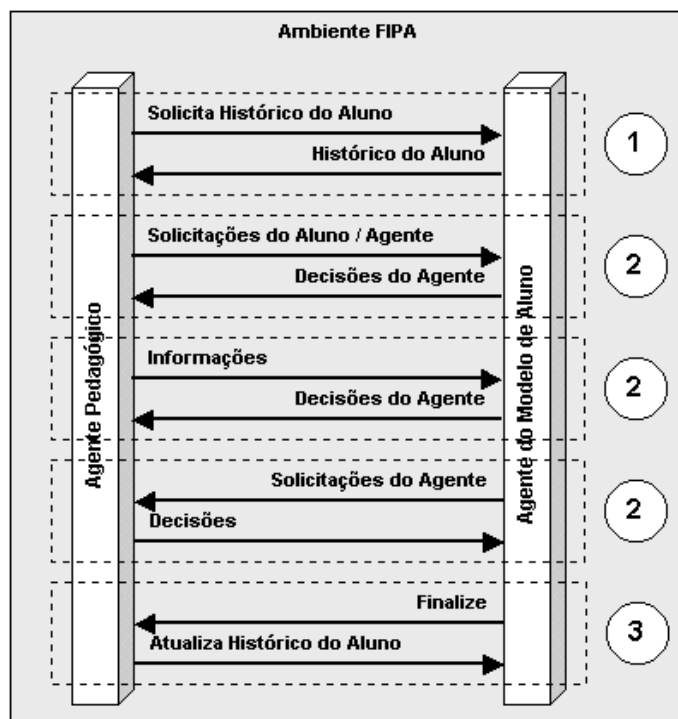 Ambiente FIPA
Agente Pedagógico
Agente do Modelo de Aluno
Solicita Histórico do Aluno
Histórico do Aluno
1
Solicitações do Aluno / Agente
Decisões do Agente
2
Informações
Decisões do Agente
2
Solicitações do Agente
Decisões
2
Finalize
Atualiza Histórico do Aluno
3